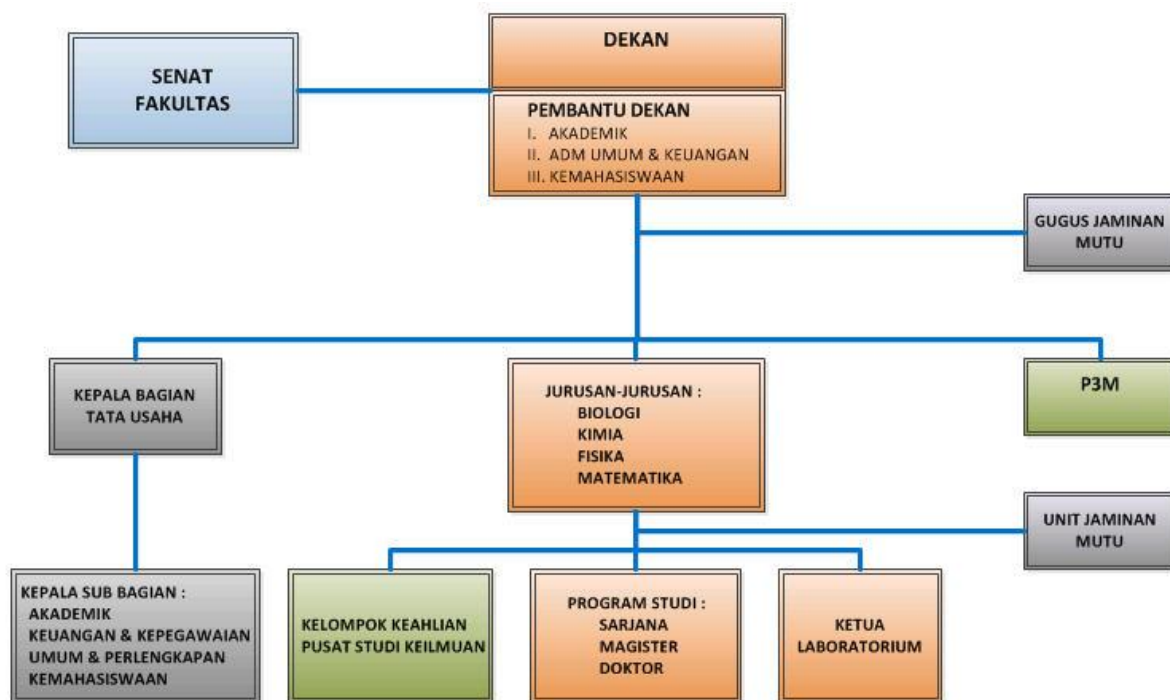 SENAT
FAKULTAS
DEKAN
PEMBANTU DEKAN
I. AKADEMIK
II. ADM UMUM & KEUANGAN
III. KEMAHASISWAAN
GUGUS JAMINAN
MUTU
KEPALA BAGIAN
TATA USAHA
JURUSAN-JURUSAN :
BIOLOGI
KIMIA
FISIKA
MATEMATIKA
P3M
UNIT JAMINAN
MUTU
KEPALA SUB BAGIAN :
AKADEMIK
KEUANGAN & KEPEGAWAIAN
UMUM & PERLENGKAPAN
KEMAHASISWAAN
KELOMPOK KEAHLIAN
PUSAT STUDI KEILMUAN
PROGRAM STUDI :
SARJANA
MAGISTER
DOKTOR
KETUA
LABORATORIUM